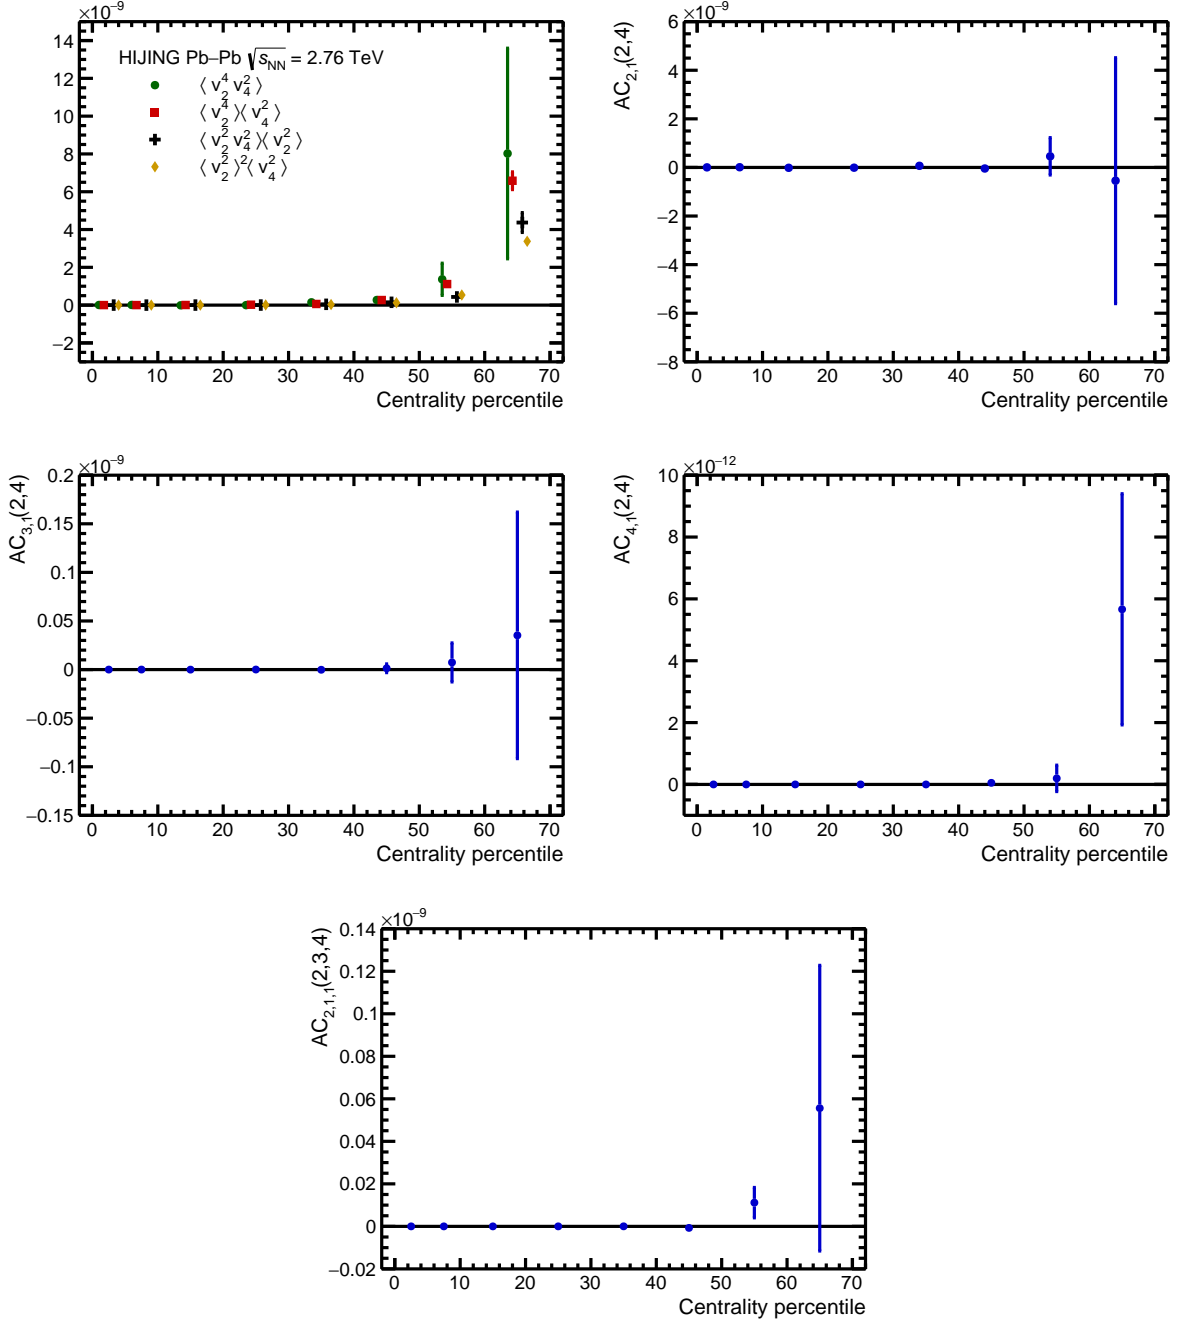 ×10⁻⁹
14
12
10
8
6
4
2
0
−2
HIJING Pb–Pb √s_NN = 2.76 TeV
⟨ v₂⁴ v₄² ⟩
⟨ v₂⁴ ⟩⟨ v₄² ⟩
⟨ v₂² v₄² ⟩⟨ v₂² ⟩
⟨ v₂² ⟩² ⟨ v₄² ⟩
0 10 20 30 40 50 60 70
Centrality percentile
×10⁻⁹
AC₂,₁(2,4)
6
4
2
0
−2
−4
−6
−8
0 10 20 30 40 50 60 70
Centrality percentile
×10⁻⁹
AC₃,₁(2,4)
0.2
0.15
0.1
0.05
0
−0.05
−0.1
−0.15
0 10 20 30 40 50 60 70
Centrality percentile
×10⁻¹²
AC₄,₁(2,4)
10
8
6
4
2
0
0 10 20 30 40 50 60 70
Centrality percentile
×10⁻⁹
AC₂,₁,₁(2,3,4)
0.14
0.12
0.1
0.08
0.06
0.04
0.02
0
−0.02
0 10 20 30 40 50 60 70
Centrality percentile